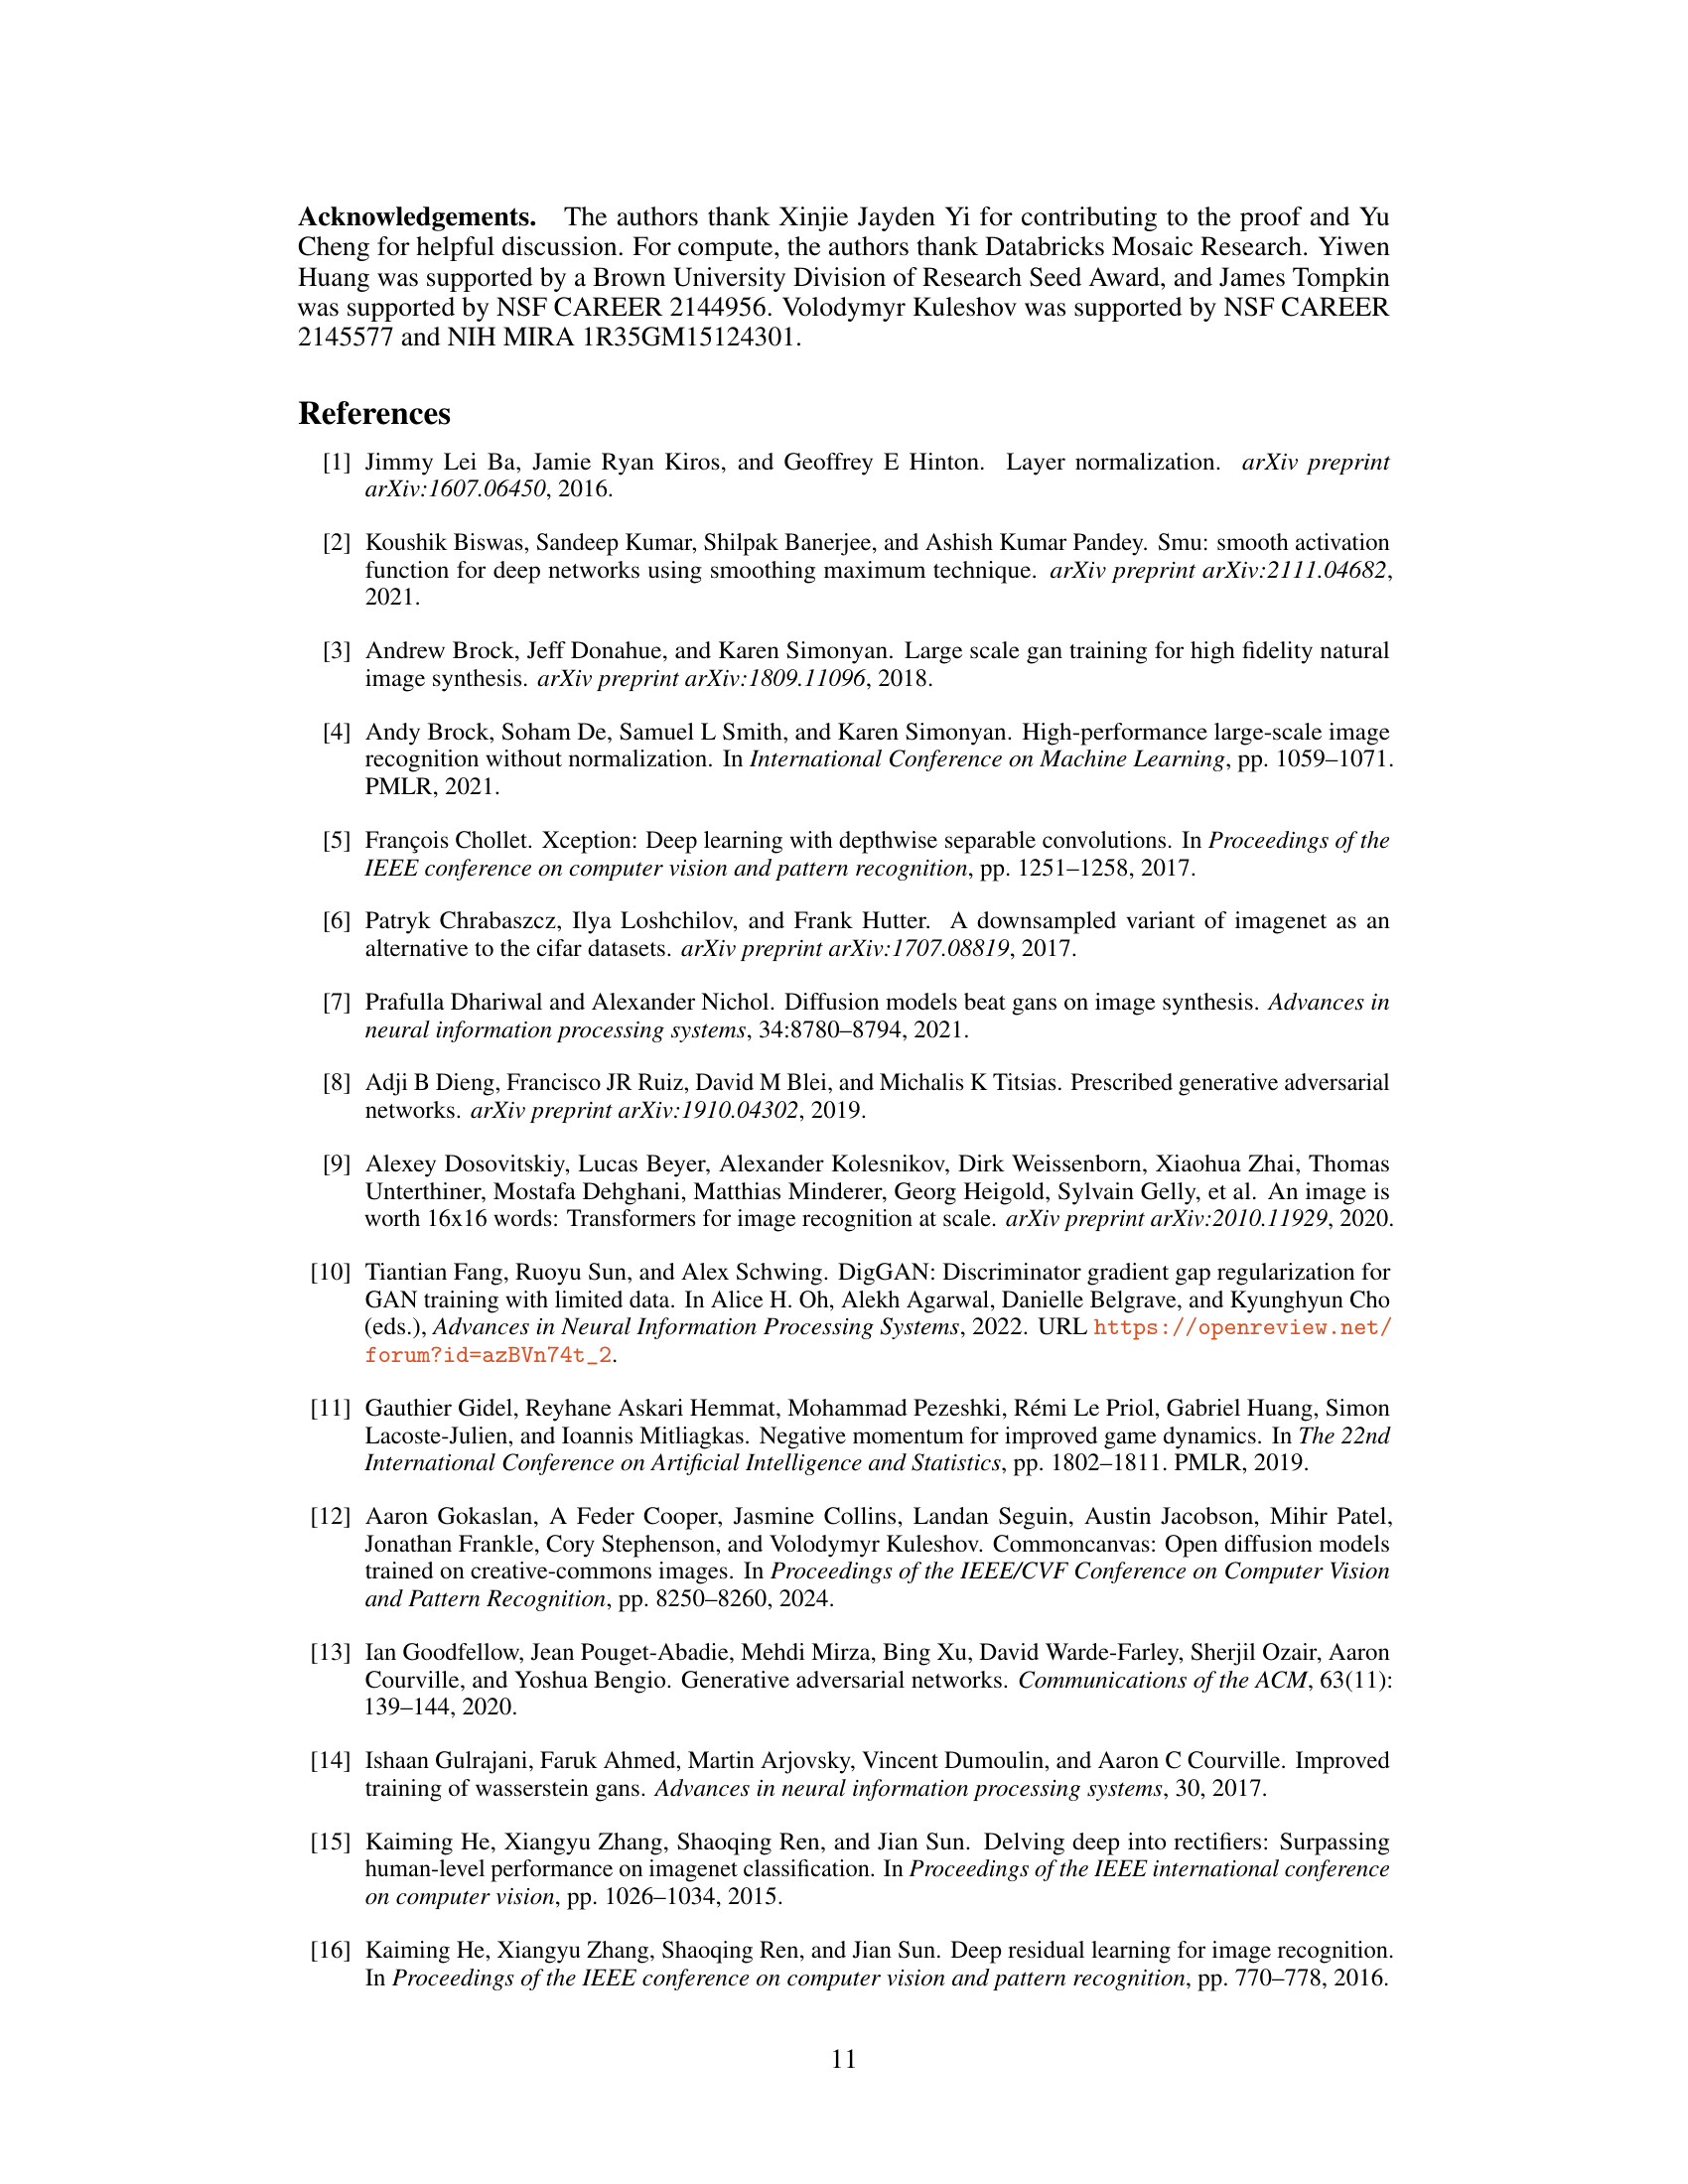 Acknowledgements. The authors thank Xinjie Jayden Yi for contributing to the proof and Yu
Cheng for helpful discussion. For compute, the authors thank Databricks Mosaic Research. Yiwen
Huang was supported by a Brown University Division of Research Seed Award, and James Tompkin
was supported by NSF CAREER 2144956. Volodymyr Kuleshov was supported by NSF CAREER
2145577 and NIH MIRA 1R35GM15124301.
References
[1] Jimmy Lei Ba, Jamie Ryan Kiros, and Geoffrey E Hinton. Layer normalization. arXiv preprint
arXiv:1607.06450, 2016.
[2] Koushik Biswas, Sandeep Kumar, Shilpak Banerjee, and Ashish Kumar Pandey. Smu: smooth activation
function for deep networks using smoothing maximum technique. arXiv preprint arXiv:2111.04682,
2021.
[3] Andrew Brock, Jeff Donahue, and Karen Simonyan. Large scale gan training for high fidelity natural
image synthesis. arXiv preprint arXiv:1809.11096, 2018.
[4] Andy Brock, Soham De, Samuel L Smith, and Karen Simonyan. High-performance large-scale image
recognition without normalization. In International Conference on Machine Learning, pp. 1059–1071.
PMLR, 2021.
[5] François Chollet. Xception: Deep learning with depthwise separable convolutions. In Proceedings of the
IEEE conference on computer vision and pattern recognition, pp. 1251–1258, 2017.
[6] Patryk Chrabaszcz, Ilya Loshchilov, and Frank Hutter. A downsampled variant of imagenet as an
alternative to the cifar datasets. arXiv preprint arXiv:1707.08819, 2017.
[7] Prafulla Dhariwal and Alexander Nichol. Diffusion models beat gans on image synthesis. Advances in
neural information processing systems, 34:8780–8794, 2021.
[8] Adji B Dieng, Francisco JR Ruiz, David M Blei, and Michalis K Titsias. Prescribed generative adversarial
networks. arXiv preprint arXiv:1910.04302, 2019.
[9] Alexey Dosovitskiy, Lucas Beyer, Alexander Kolesnikov, Dirk Weissenborn, Xiaohua Zhai, Thomas
Unterthiner, Mostafa Dehghani, Matthias Minderer, Georg Heigold, Sylvain Gelly, et al. An image is
worth 16x16 words: Transformers for image recognition at scale. arXiv preprint arXiv:2010.11929, 2020.
[10] Tiantian Fang, Ruoyu Sun, and Alex Schwing. DigGAN: Discriminator gradient gap regularization for
GAN training with limited data. In Alice H. Oh, Alekh Agarwal, Danielle Belgrave, and Kyunghyun Cho
(eds.), Advances in Neural Information Processing Systems, 2022. URL https://openreview.net/
forum?id=azBVn74t_2.
[11] Gauthier Gidel, Reyhane Askari Hemmat, Mohammad Pezeshki, Rémi Le Priol, Gabriel Huang, Simon
Lacoste-Julien, and Ioannis Mitliagkas. Negative momentum for improved game dynamics. In The 22nd
International Conference on Artificial Intelligence and Statistics, pp. 1802–1811. PMLR, 2019.
[12] Aaron Gokaslan, A Feder Cooper, Jasmine Collins, Landan Seguin, Austin Jacobson, Mihir Patel,
Jonathan Frankle, Cory Stephenson, and Volodymyr Kuleshov. Commoncanvas: Open diffusion models
trained on creative-commons images. In Proceedings of the IEEE/CVF Conference on Computer Vision
and Pattern Recognition, pp. 8250–8260, 2024.
[13] Ian Goodfellow, Jean Pouget-Abadie, Mehdi Mirza, Bing Xu, David Warde-Farley, Sherjil Ozair, Aaron
Courville, and Yoshua Bengio. Generative adversarial networks. Communications of the ACM, 63(11):
139–144, 2020.
[14] Ishaan Gulrajani, Faruk Ahmed, Martin Arjovsky, Vincent Dumoulin, and Aaron C Courville. Improved
training of wasserstein gans. Advances in neural information processing systems, 30, 2017.
[15] Kaiming He, Xiangyu Zhang, Shaoqing Ren, and Jian Sun. Delving deep into rectifiers: Surpassing
human-level performance on imagenet classification. In Proceedings of the IEEE international conference
on computer vision, pp. 1026–1034, 2015.
[16] Kaiming He, Xiangyu Zhang, Shaoqing Ren, and Jian Sun. Deep residual learning for image recognition.
In Proceedings of the IEEE conference on computer vision and pattern recognition, pp. 770–778, 2016.
11